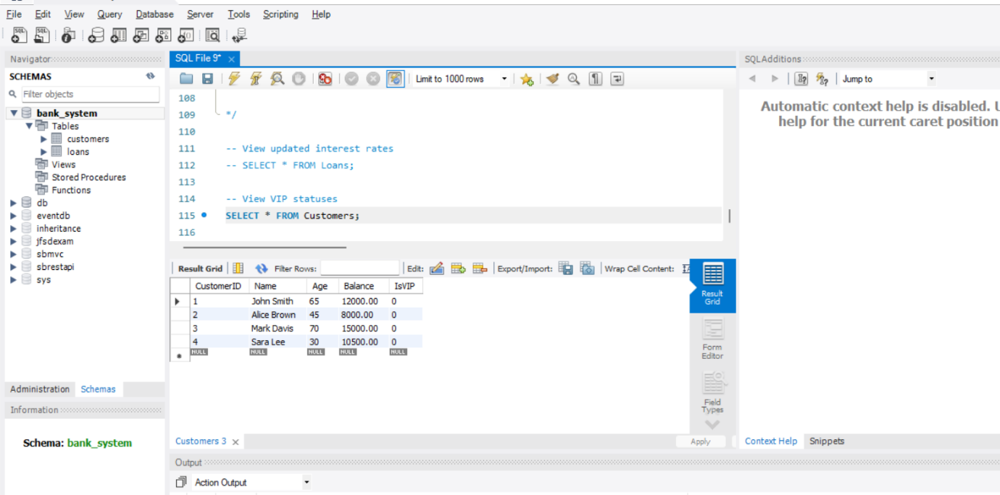 File Edit View Query Database Server Tools Scripting Help
Navigator
SCHEMAS
Filter objects
bank_system
Tables
customers
loans
Views
Stored Procedures
Functions
db
eventdb
inheritance
jfsdexam
sbmvc
sbrestapi
sys
Administration Schemas
Information
Schema: bank_system
SQL File 9*
Limit to 1000 rows
108
109 */
110
111 -- View updated interest rates
112 -- SELECT * FROM Loans;
113
114 -- View VIP statuses
115 SELECT * FROM Customers;
116
Result Grid Filter Rows: Edit: Export/Import: Wrap Cell Content:
CustomerID Name Age Balance IsVIP
1 John Smith 65 12000.00 0
2 Alice Brown 45 8000.00 0
3 Mark Davis 70 15000.00 0
4 Sara Lee 30 10500.00 0
NULL NULL NULL NULL NULL
Result
Grid
Form
Editor
Field
Types
Customers 3 Apply
Output
Action Output
SQLAdditions
Jump to
Automatic context help is disabled.
help for the current caret position
Context Help Snippets